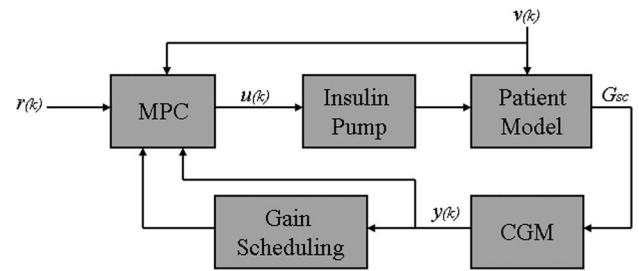 v(k)
r(k)
MPC
u(k)
Insulin
Pump
Patient
Model
Gsc
Gain
Scheduling
y(k)
CGM